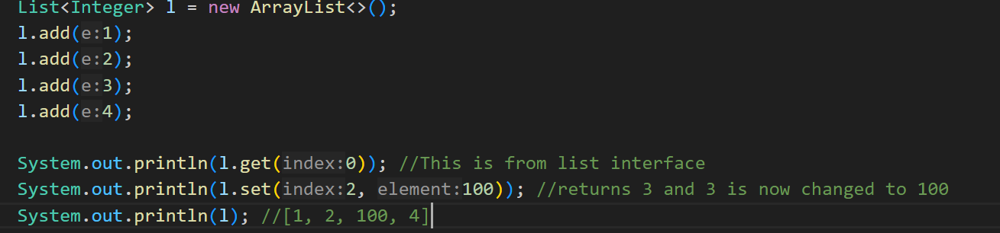 List<Integer> l = new ArrayList<>();
l.add(e:1);
l.add(e:2);
l.add(e:3);
l.add(e:4);
System.out.println(l.get(index:0)); //This is from list interface
System.out.println(l.set(index:2, element:100)); //returns 3 and 3 is now changed to 100
System.out.println(l); //[1, 2, 100, 4]